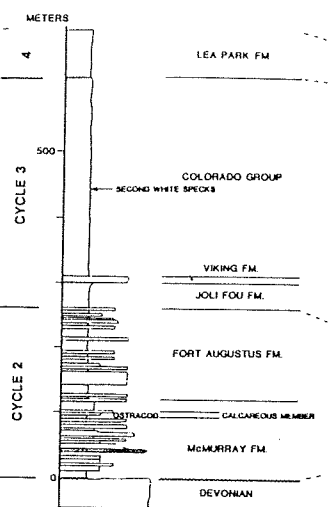 METERS
4
LEA PARK FM.
500
CYCLE 3
COLORADO GROUP
SECOND WHITE SPECKS
VIKING FM.
JOLI FOU FM.
FORT AUGUSTUS FM.
CYCLE 2
OSTRACOD
CALCAREOUS MEMBER
McMURRAY FM.
0
DEVONIAN